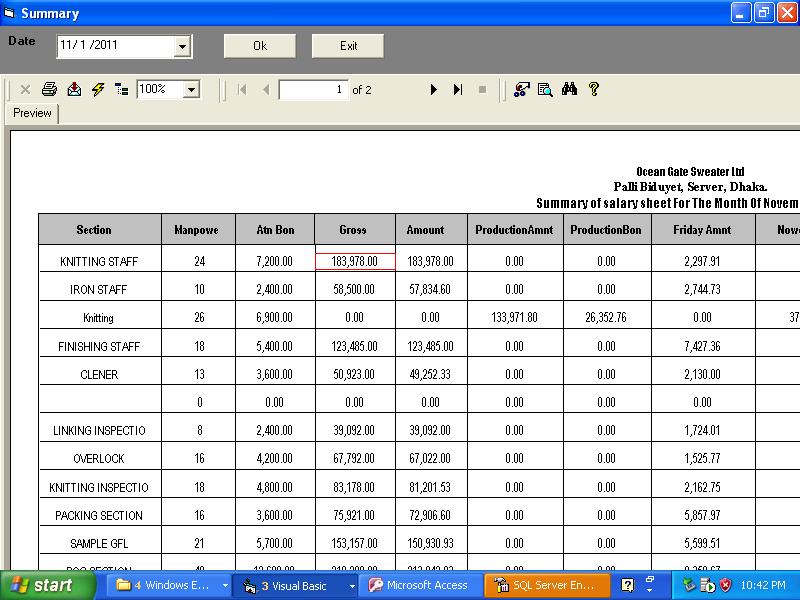 Summary
Date 11/ 1 /2011 Ok Exit
100% 1 of 2
Preview
Ocean Gate Sweater Ltd
Palli Biduyet, Server, Dhaka.
Summary of salary sheet For The Month Of Novem
Section Manpowe Atn Bon Gross Amount ProductionAmnt ProductionBon Friday Amnt Now
KNITTING STAFF 24 7,200.00 183,978.00 183,978.00 0.00 0.00 2,297.91
IRON STAFF 10 2,400.00 58,500.00 57,834.60 0.00 0.00 2,744.73
Knitting 26 6,900.00 0.00 0.00 133,971.80 26,352.76 0.00 37
FINISHING STAFF 18 5,400.00 123,485.00 123,485.00 0.00 0.00 7,427.36
CLENER 13 3,600.00 50,923.00 49,252.33 0.00 0.00 2,130.00
0 0.00 0.00 0.00 0.00 0.00 0.00
LINKING INSPECTIO 8 2,400.00 39,092.00 39,092.00 0.00 0.00 1,724.01
OVERLOCK 16 4,200.00 67,792.00 67,022.00 0.00 0.00 1,525.77
KNITTING INSPECTIO 18 4,800.00 83,178.00 81,201.53 0.00 0.00 2,162.75
PACKING SECTION 16 3,600.00 75,921.00 72,906.60 0.00 0.00 5,857.97
SAMPLE GFL 21 5,700.00 153,157.00 150,930.93 0.00 0.00 5,599.51
start 4 Windows E... 3 Visual Basic Microsoft Access SQL Server En... 10:42 PM